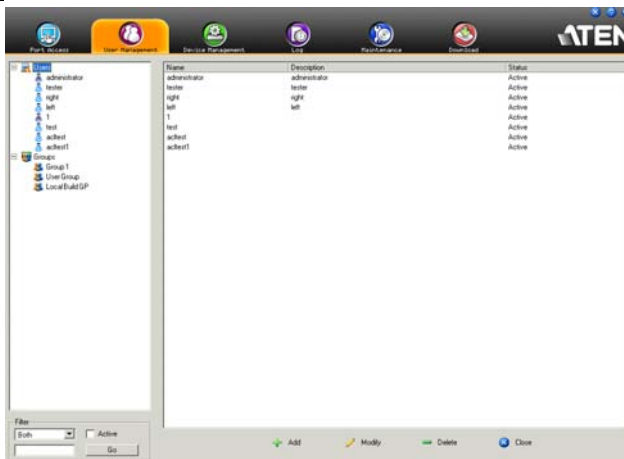 Port Access User Management Device Management Log Maintenance Download
ATEN
Users
administrator
tester
right
left
1
test
acltest
acltest1
Groups
Group 1
User Group
Local Build GP
Name Description Status
administrator administrator Active
tester tester Active
right right Active
left left Active
1 Active
test Active
acltest Active
acltest1 Active
Filter
Both Active
Go
Add Modify Delete Close